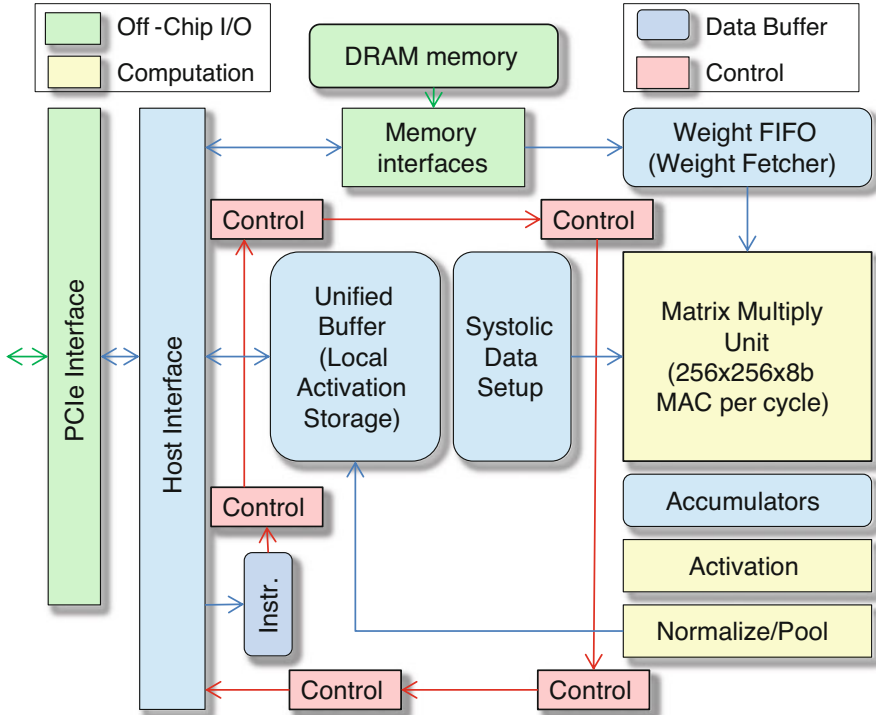 Off -Chip I/O
Computation
Data Buffer
Control
DRAM memory
Memory
interfaces
Weight FIFO
(Weight Fetcher)
Control
Control
PCIe Interface
Host Interface
Unified
Buffer
(Local
Activation
Storage)
Systolic
Data
Setup
Matrix Multiply
Unit
(256x256x8b
MAC per cycle)
Control
Accumulators
Instr.
Activation
Normalize/Pool
Control
Control